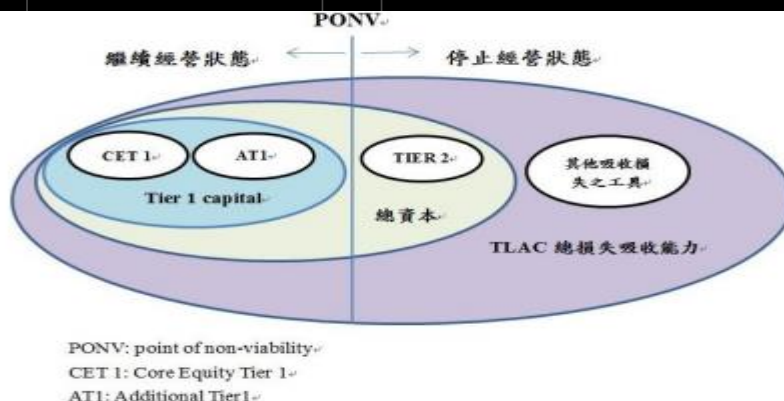 PONV
繼續經營狀態
停止經營狀態
CET 1
AT1
TIER 2
其他吸收損
失之工具
Tier 1 capital
總資本
TLAC 總損失吸收能力
PONV: point of non-viability
CET 1: Core Equity Tier 1
AT1: Additional Tier1